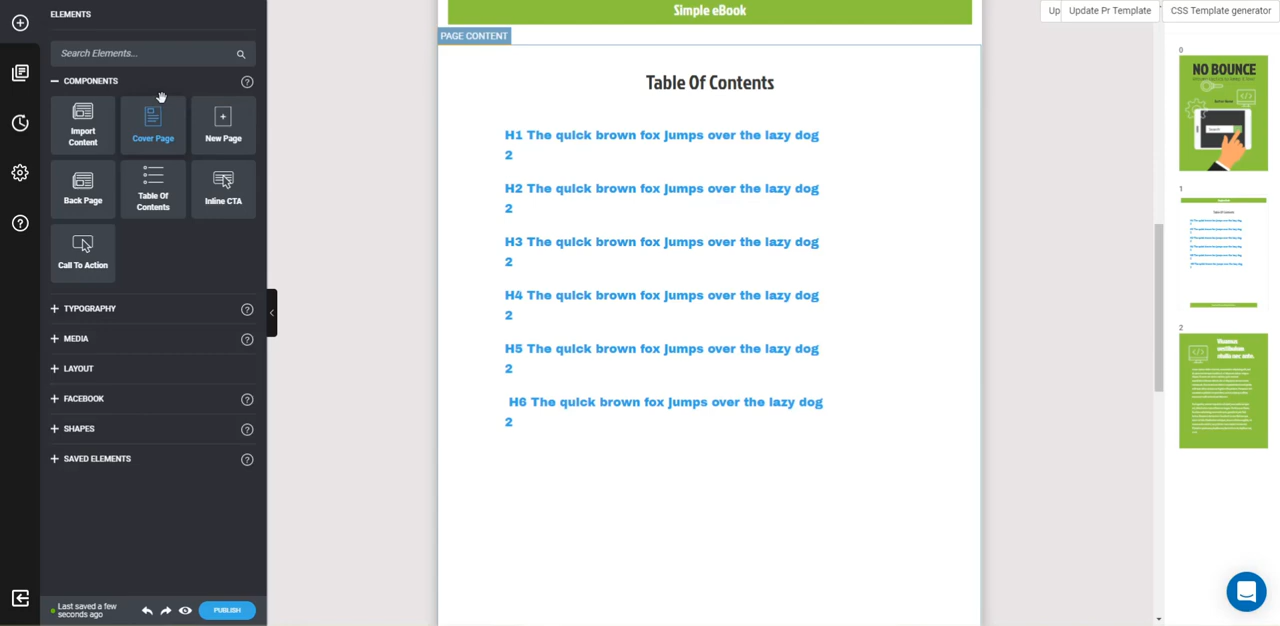 ELEMENTS
Search Elements...
COMPONENTS
Import
Content
Cover Page
New Page
Back Page
Table Of
Contents
Inline CTA
Call To Action
TYPOGRAPHY
MEDIA
LAYOUT
FACEBOOK
SHAPES
SAVED ELEMENTS
Last saved a few
seconds ago
PUBLISH
Simple eBook
PAGE CONTENT
Table Of Contents
H1 The quick brown fox jumps over the lazy dog
2
H2 The quick brown fox jumps over the lazy dog
2
H3 The quick brown fox jumps over the lazy dog
2
H4 The quick brown fox jumps over the lazy dog
2
H5 The quick brown fox jumps over the lazy dog
2
H6 The quick brown fox jumps over the lazy dog
2
Up
Update Pr Template
CSS Template generator
0
NO BOUNCE
1
Table Of Contents
2
Vivamus
vestibulum